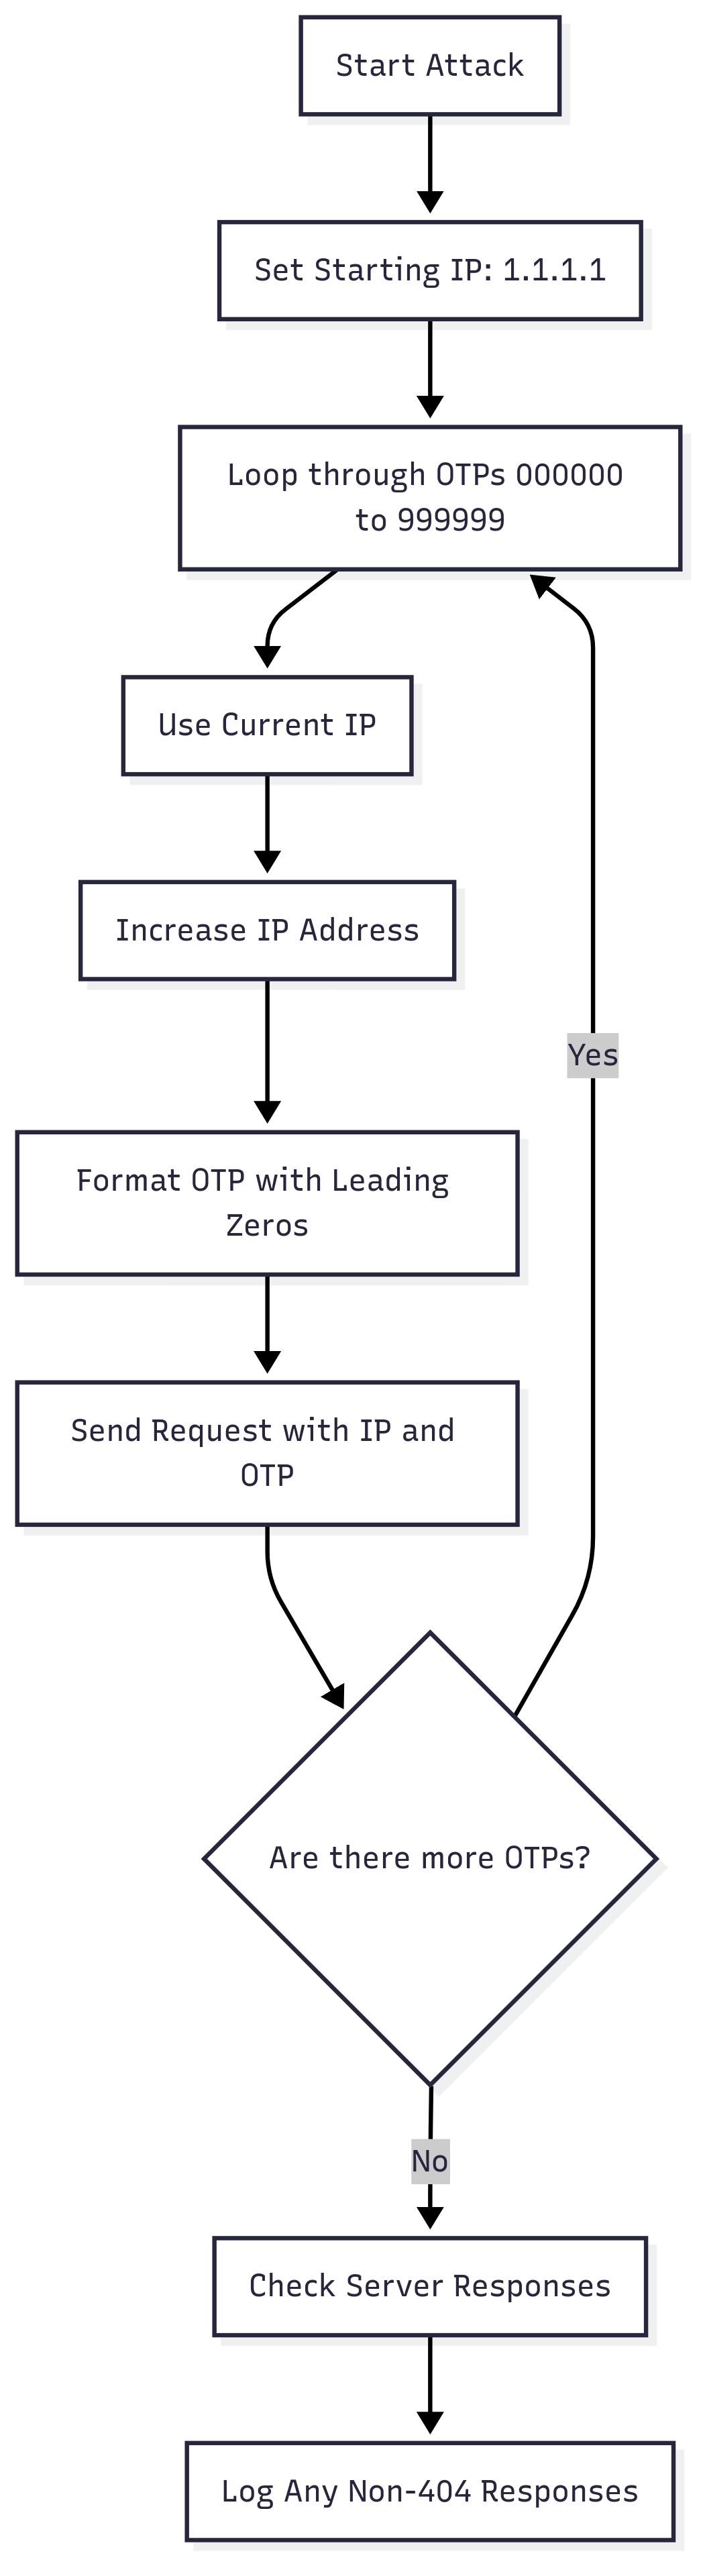 Start Attack
Set Starting IP: 1.1.1.1
Loop through OTPs 000000
to 999999
Use Current IP
Increase IP Address
Yes
Format OTP with Leading
Zeros
Send Request with IP and
OTP
Are there more OTPs?
No
Check Server Responses
Log Any Non-404 Responses